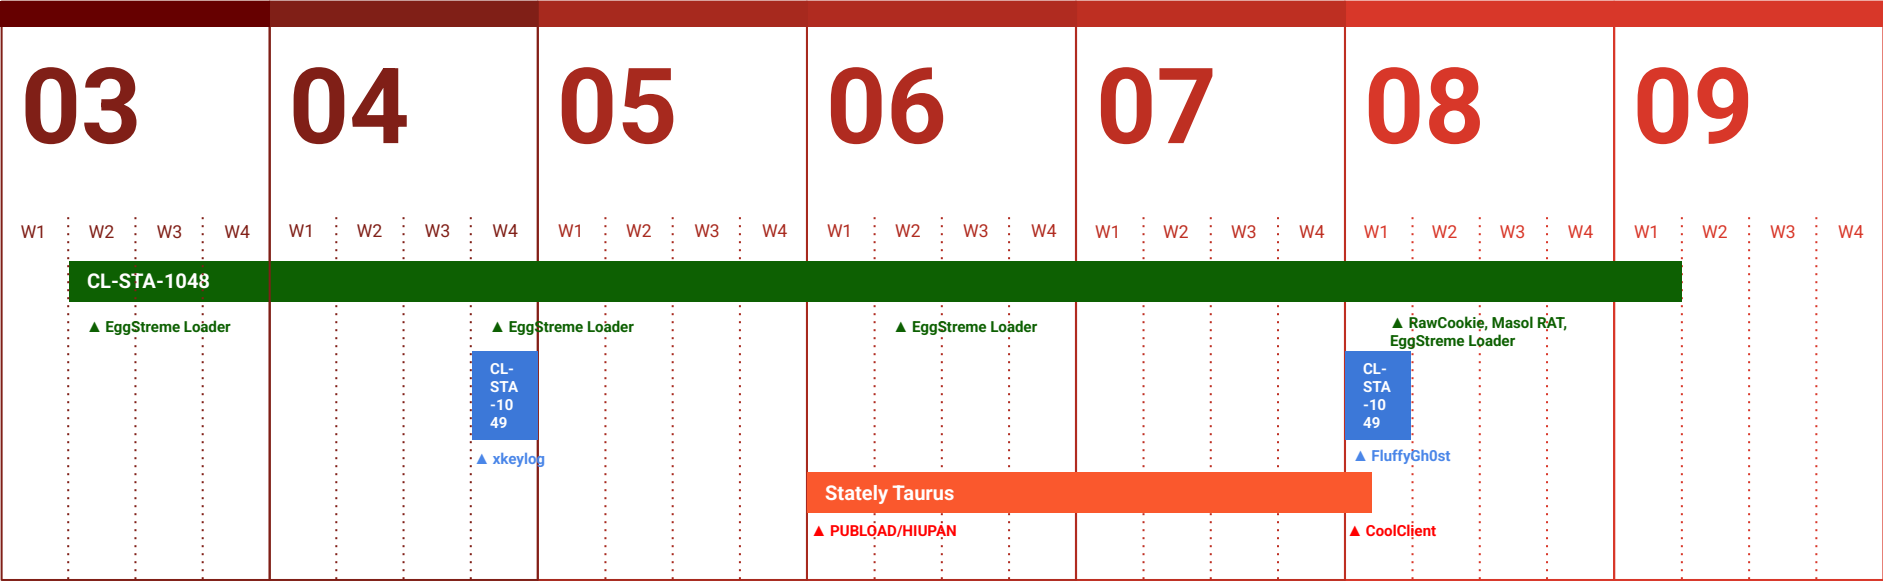 03 04 05 06 07 08 09
W1 W2 W3 W4 W1 W2 W3 W4 W1 W2 W3 W4 W1 W2 W3 W4 W1 W2 W3 W4 W1 W2 W3 W4 W1 W2 W3 W4
CL-STA-1048
▲ EggStreme Loader
▲ EggStreme Loader
▲ EggStreme Loader
▲ RawCookie, Masol RAT,
EggStreme Loader
CL-
STA
-10
49
▲ xkeylog
CL-
STA
-10
49
▲ FluffyGh0st
Stately Taurus
▲ PUBLOAD/HIUPAN
▲ CoolClient